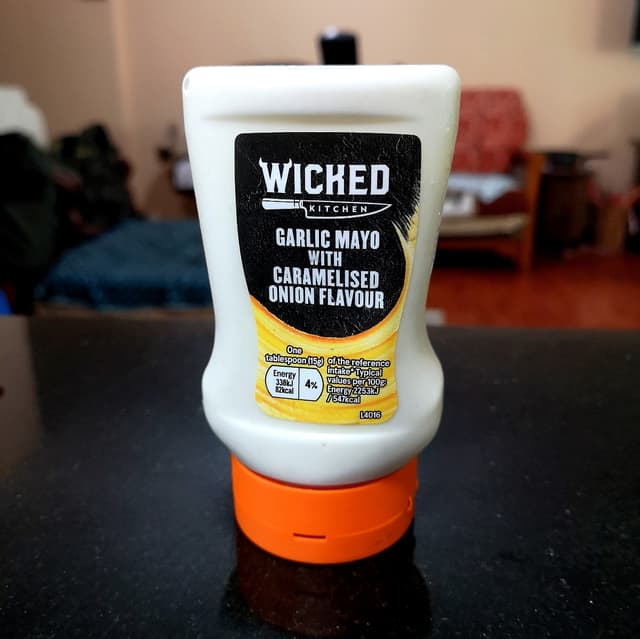 WICKED
KITCHEN
GARLIC MAYO
WITH
CARAMELISED
ONION FLAVOUR
One
tablespoon (15g)
Energy
338kJ
82kcal
4%
of the reference
intake* Typical
values per 100g:
Energy 2253kJ
/ 547kcal
L4016